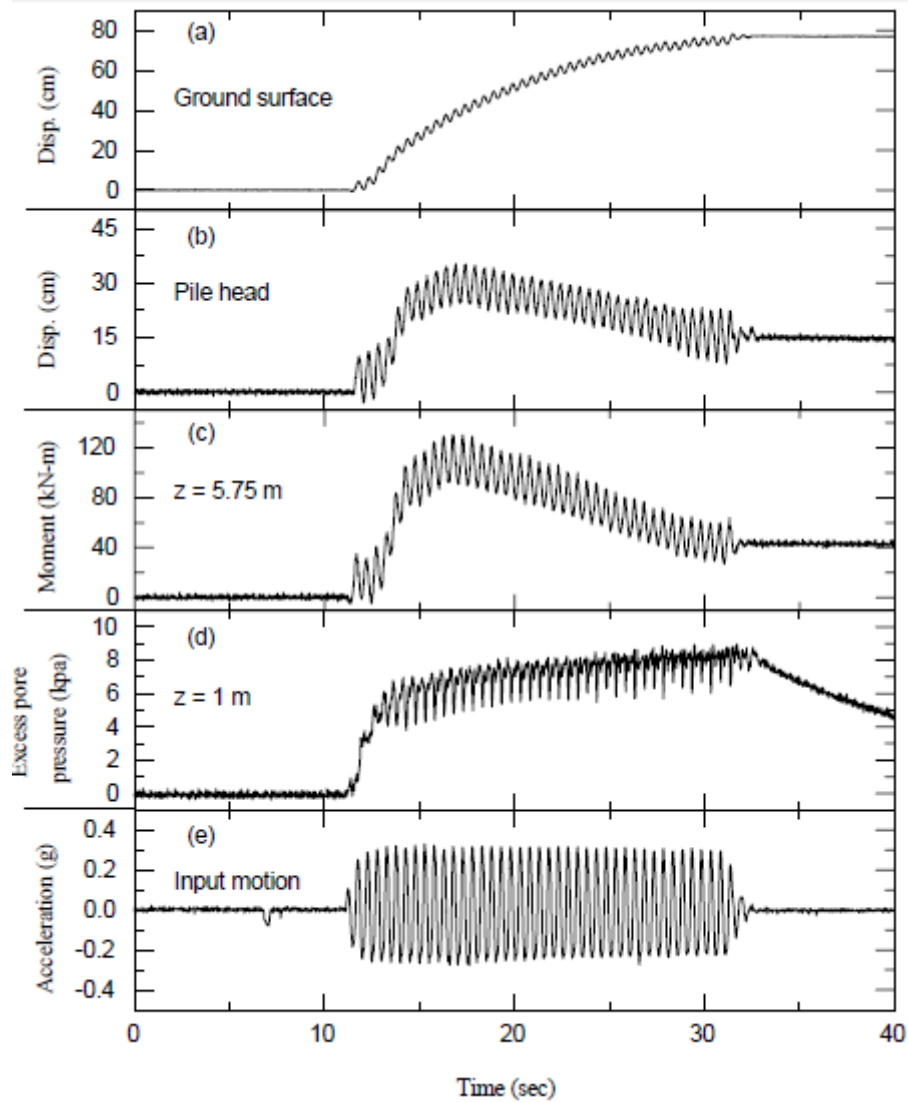 (a)
Ground surface
Disp. (cm)
80
60
40
20
0
(b)
Pile head
Disp. (cm)
45
30
15
0
(c)
z = 5.75 m
Moment (kN-m)
120
80
40
0
(d)
z = 1 m
Excess pore
pressure (kpa)
10
8
6
4
2
0
(e)
Input motion
Acceleration (g)
0.4
0.2
0.0
-0.2
-0.4
0 10 20 30 40
Time (sec)